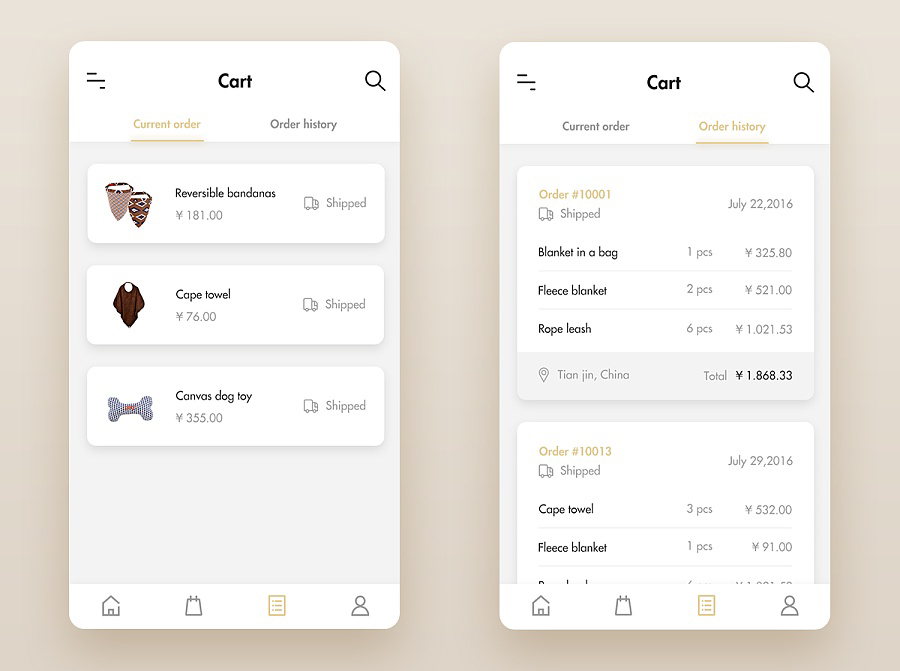 Cart
Current order
Order history
Reversible bandanas
¥ 181.00
Shipped
Cape towel
¥ 76.00
Shipped
Canvas dog toy
¥ 355.00
Shipped
Cart
Current order
Order history
Order #10001
Shipped
July 22,2016
Blanket in a bag 1 pcs ¥ 325.80
Fleece blanket 2 pcs ¥ 521.00
Rope leash 6 pcs ¥ 1.021.53
Tian jin, China Total ¥ 1.868.33
Order #10013
Shipped
July 29,2016
Cape towel 3 pcs ¥ 532.00
Fleece blanket 1 pcs ¥ 91.00